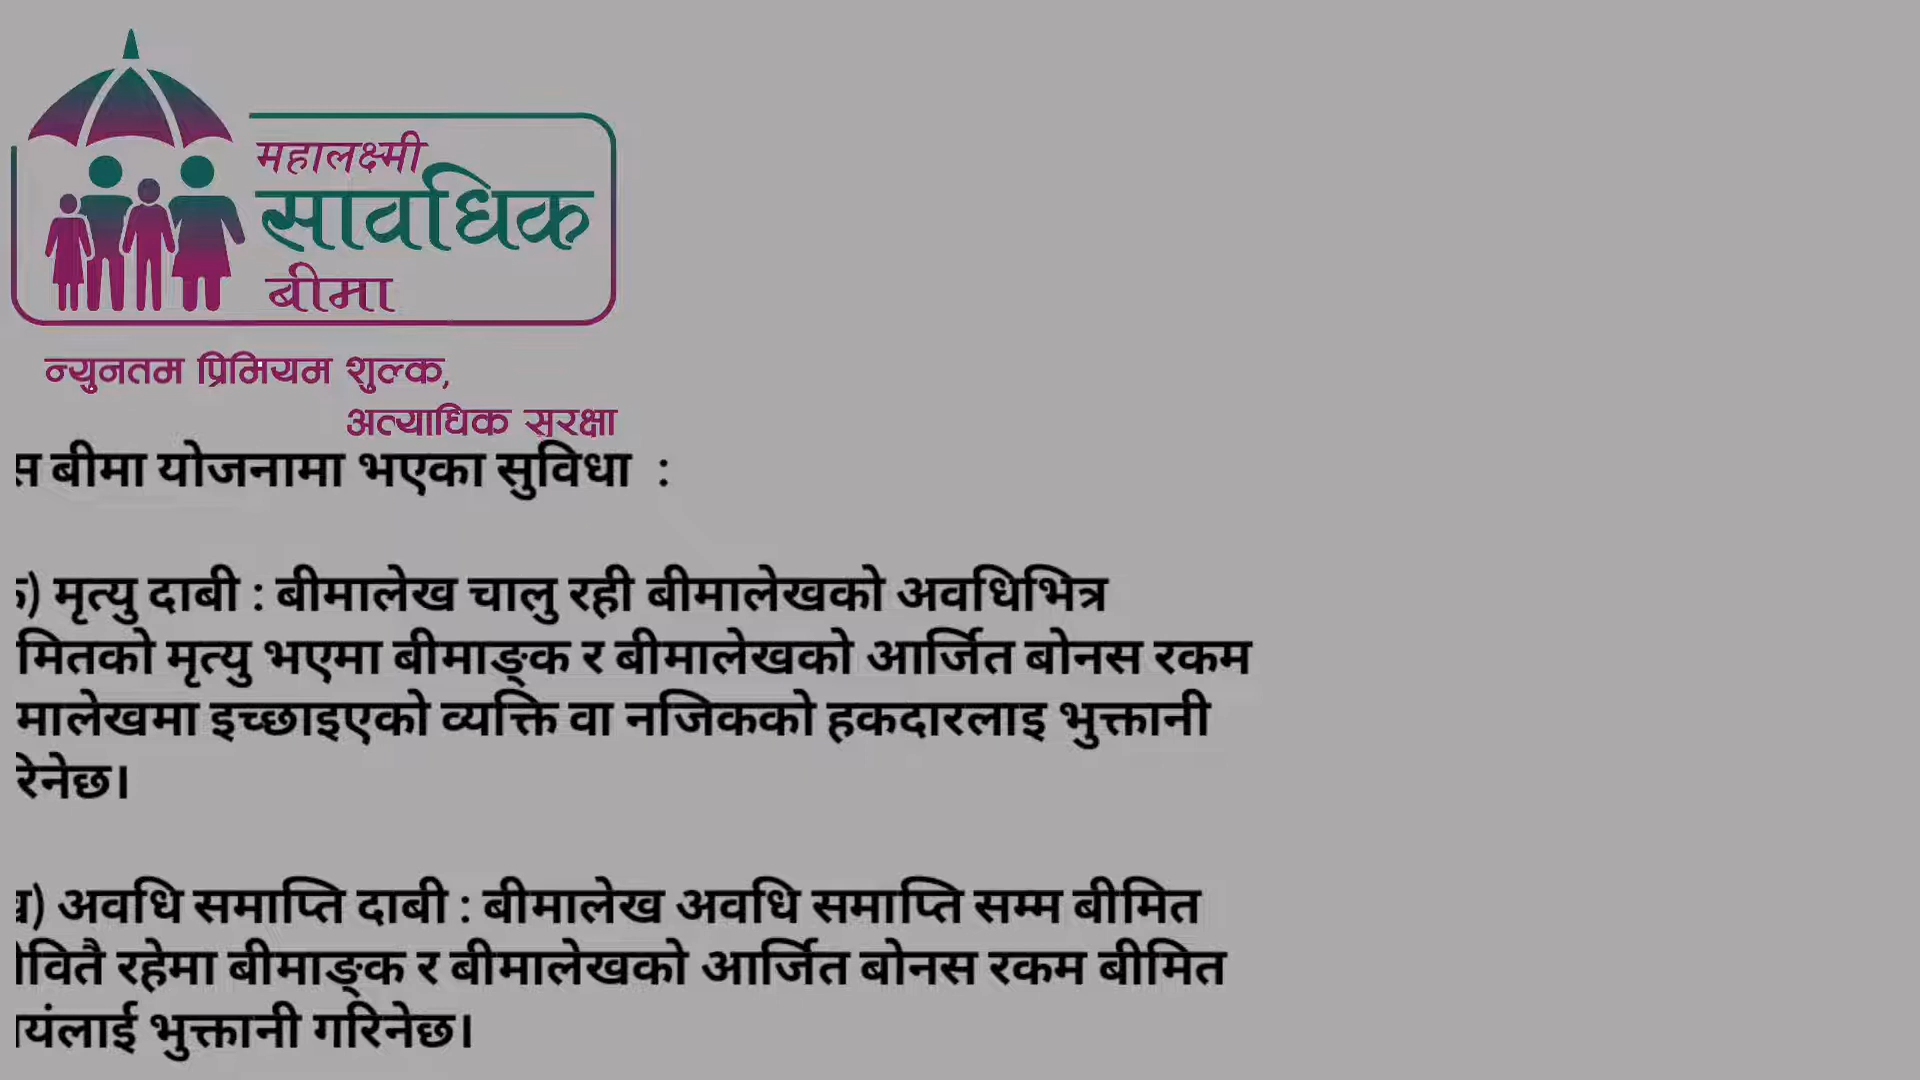 महालक्ष्मी
सावधिक
बीमा
न्युनतम प्रिमियम शुल्क,
अत्याधिक सुरक्षा
बीमा योजनामा भएका सुविधा :
मृत्यु दाबी : बीमालेख चालु रही बीमालेखको अवधिभित्र
मितको मृत्यु भएमा बीमाङ्क र बीमालेखको आर्जित बोनस रकम
मालेखमा इच्छाइएको व्यक्ति वा नजिकको हकदारलाइ भुक्तानी
रिनेछ।
अवधि समाप्ति दाबी : बीमालेख अवधि समाप्ति सम्म बीमित
वितै रहेमा बीमाङ्क र बीमालेखको आर्जित बोनस रकम बीमित
यंलाई भुक्तानी गरिनेछ।